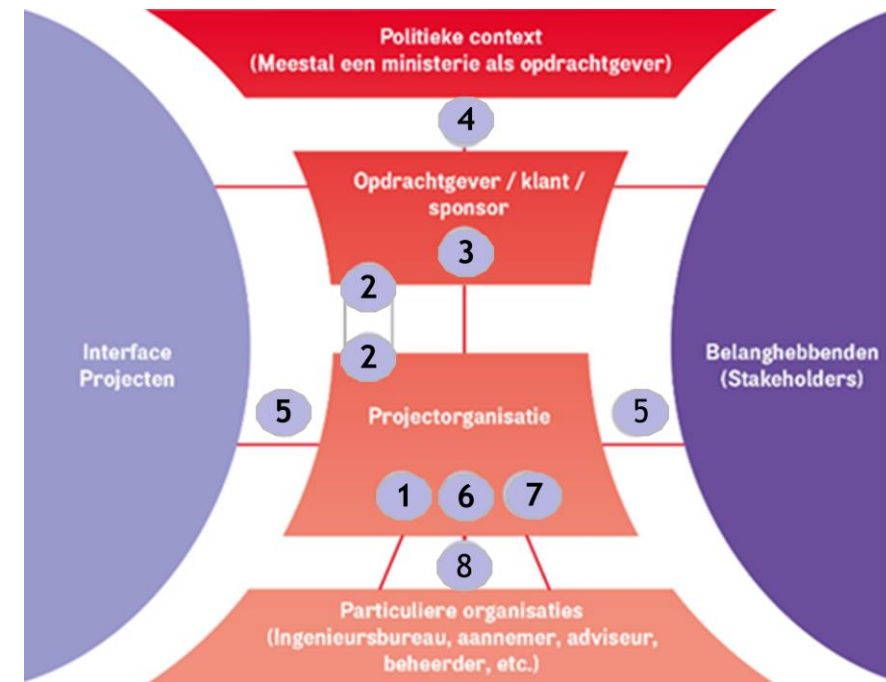 Politieke context
(Meestal een ministerie als opdrachtgever)
4
Opdrachtgever / klant /
sponsor
3
2
2
Interface
Projecten
Belanghebbenden
(Stakeholders)
5
Projectorganisatie
5
1
6
7
8
Particuliere organisaties
(Ingenieursbureau, aannemer, adviseur,
beheerder, etc.)